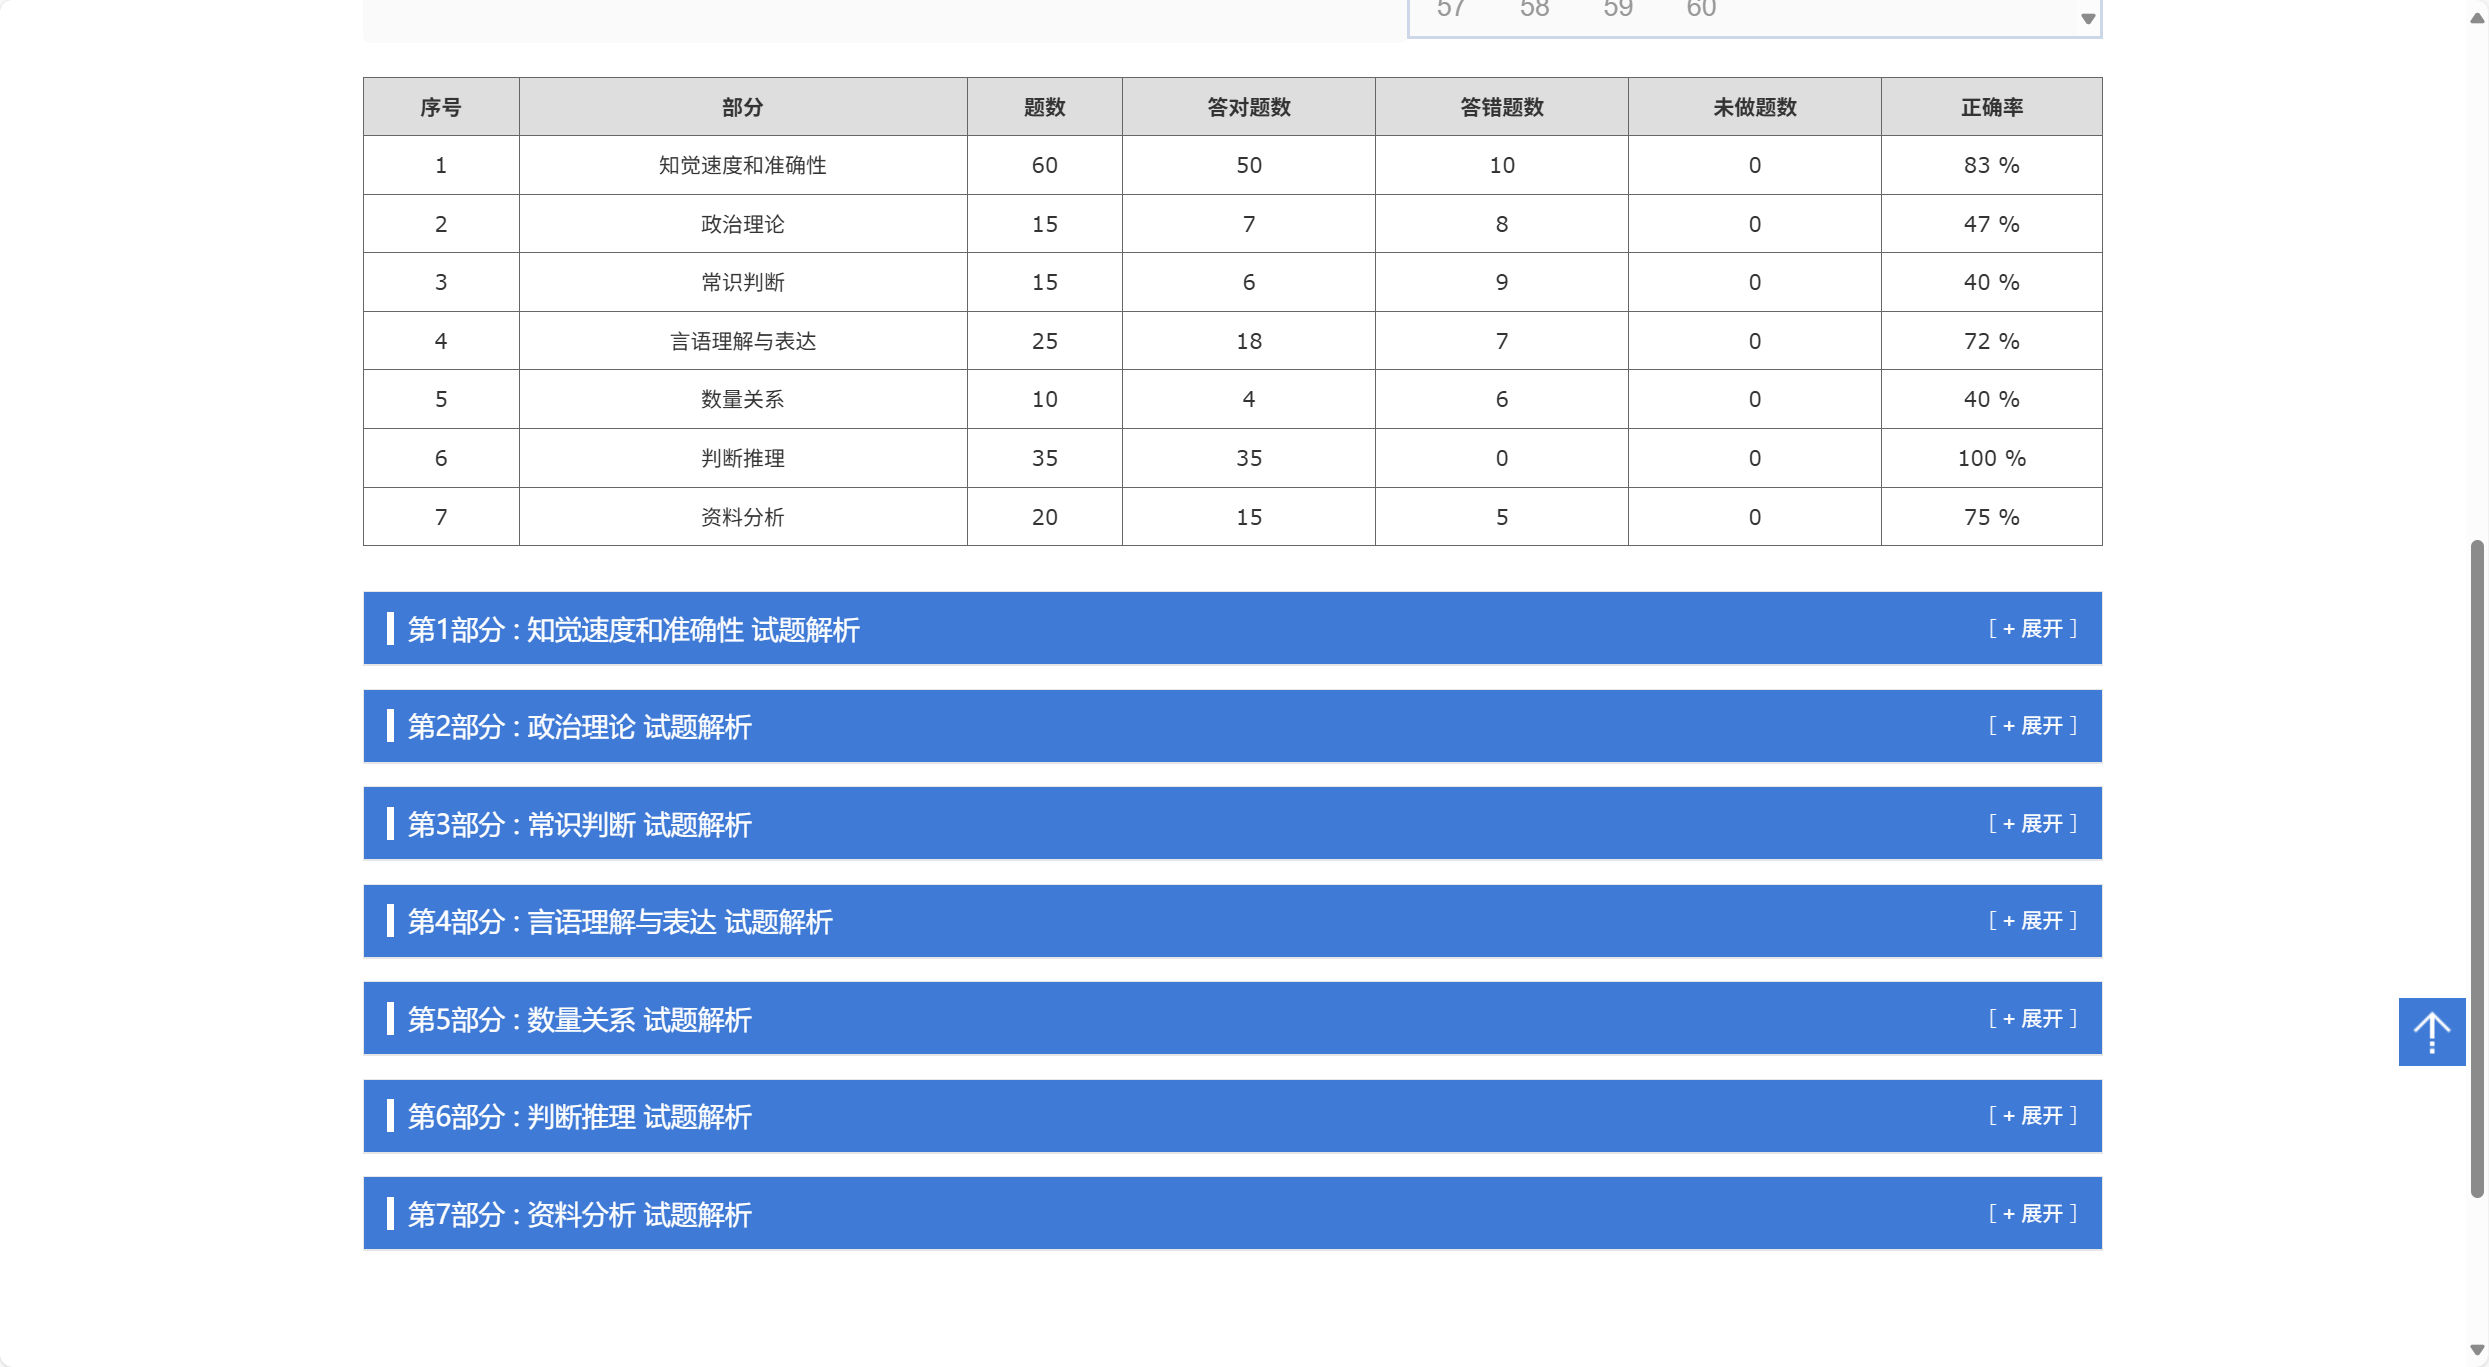 57 58 59 60
序号 部分 题数 答对题数 答错题数 未做题数 正确率
1 知觉速度和准确性 60 50 10 0 83 %
2 政治理论 15 7 8 0 47 %
3 常识判断 15 6 9 0 40 %
4 言语理解与表达 25 18 7 0 72 %
5 数量关系 10 4 6 0 40 %
6 判断推理 35 35 0 0 100 %
7 资料分析 20 15 5 0 75 %
第1部分 : 知觉速度和准确性 试题解析 [ + 展开 ]
第2部分 : 政治理论 试题解析 [ + 展开 ]
第3部分 : 常识判断 试题解析 [ + 展开 ]
第4部分 : 言语理解与表达 试题解析 [ + 展开 ]
第5部分 : 数量关系 试题解析 [ + 展开 ]
第6部分 : 判断推理 试题解析 [ + 展开 ]
第7部分 : 资料分析 试题解析 [ + 展开 ]